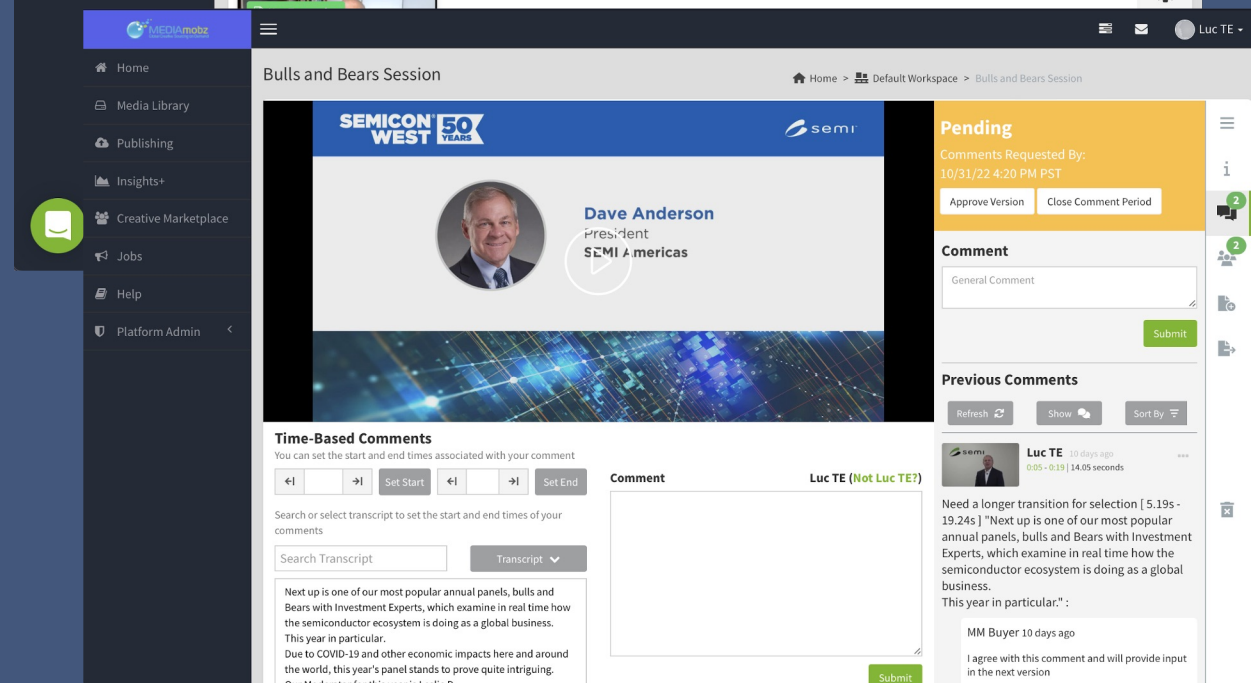 MEDIAmobz
Luc TE
Home
Media Library
Publishing
Insights+
Creative Marketplace
Jobs
Help
Platform Admin
Bulls and Bears Session
Home > Default Workspace > Bulls and Bears Session
SEMICON WEST 50 YEARS
semi
Dave Anderson
President
SEMI Americas
Pending
Comments Requested By:
10/31/22 4:20 PM PST
Approve Version
Close Comment Period
2
2
Comment
General Comment
Submit
Previous Comments
Refresh
Show
Sort By
semi
Luc TE 10 days ago
0:05 - 0:19 | 14.05 seconds
Need a longer transition for selection [ 5.19s -
19.24s ] "Next up is one of our most popular
annual panels, bulls and Bears with Investment
Experts, which examine in real time how the
semiconductor ecosystem is doing as a global
business.
This year in particular." :
MM Buyer 10 days ago
I agree with this comment and will provide input
in the next version
Time-Based Comments
You can set the start and end times associated with your comment
Set Start
Set End
Search or select transcript to set the start and end times of your
comments
Search Transcript
Transcript
Next up is one of our most popular annual panels, bulls and
Bears with Investment Experts, which examine in real time how
the semiconductor ecosystem is doing as a global business.
This year in particular.
Due to COVID-19 and other economic impacts here and around
the world, this year's panel stands to prove quite intriguing.
Comment
Luc TE (Not Luc TE?)
Submit